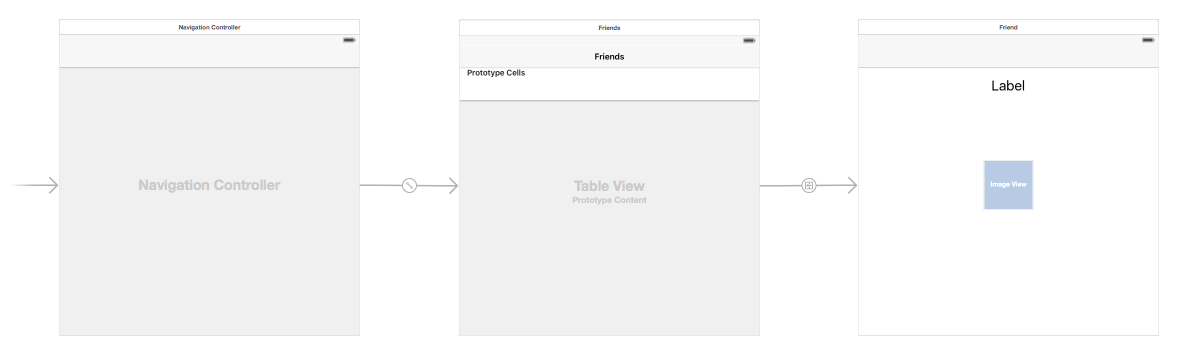 Navigation Controller
Navigation Controller
Friends
Friends
Prototype Cells
Table View
Prototype Content
Friend
Label
Image View